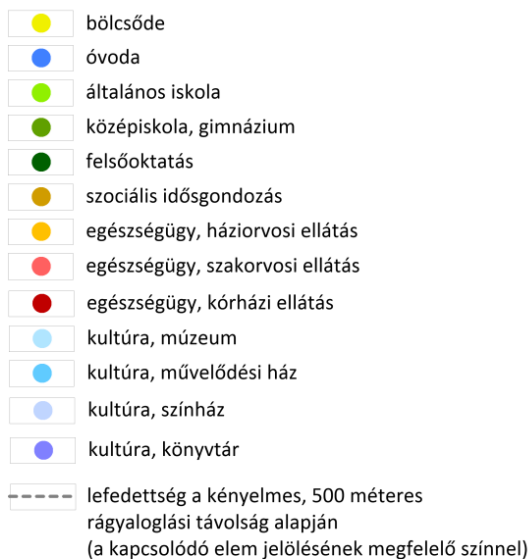 bölcsőde
óvoda
általános iskola
középiskola, gimnázium
felsőoktatás
szociális idősgondozás
egészségügy, háziorvosi ellátás
egészségügy, szakorvosi ellátás
egészségügy, kórházi ellátás
kultúra, múzeum
kultúra, művelődési ház
kultúra, színház
kultúra, könyvtár
lefedettség a kényelmes, 500 méteres
rágyaloglási távolság alapján
(a kapcsolódó elem jelölésének megfelelő színnel)